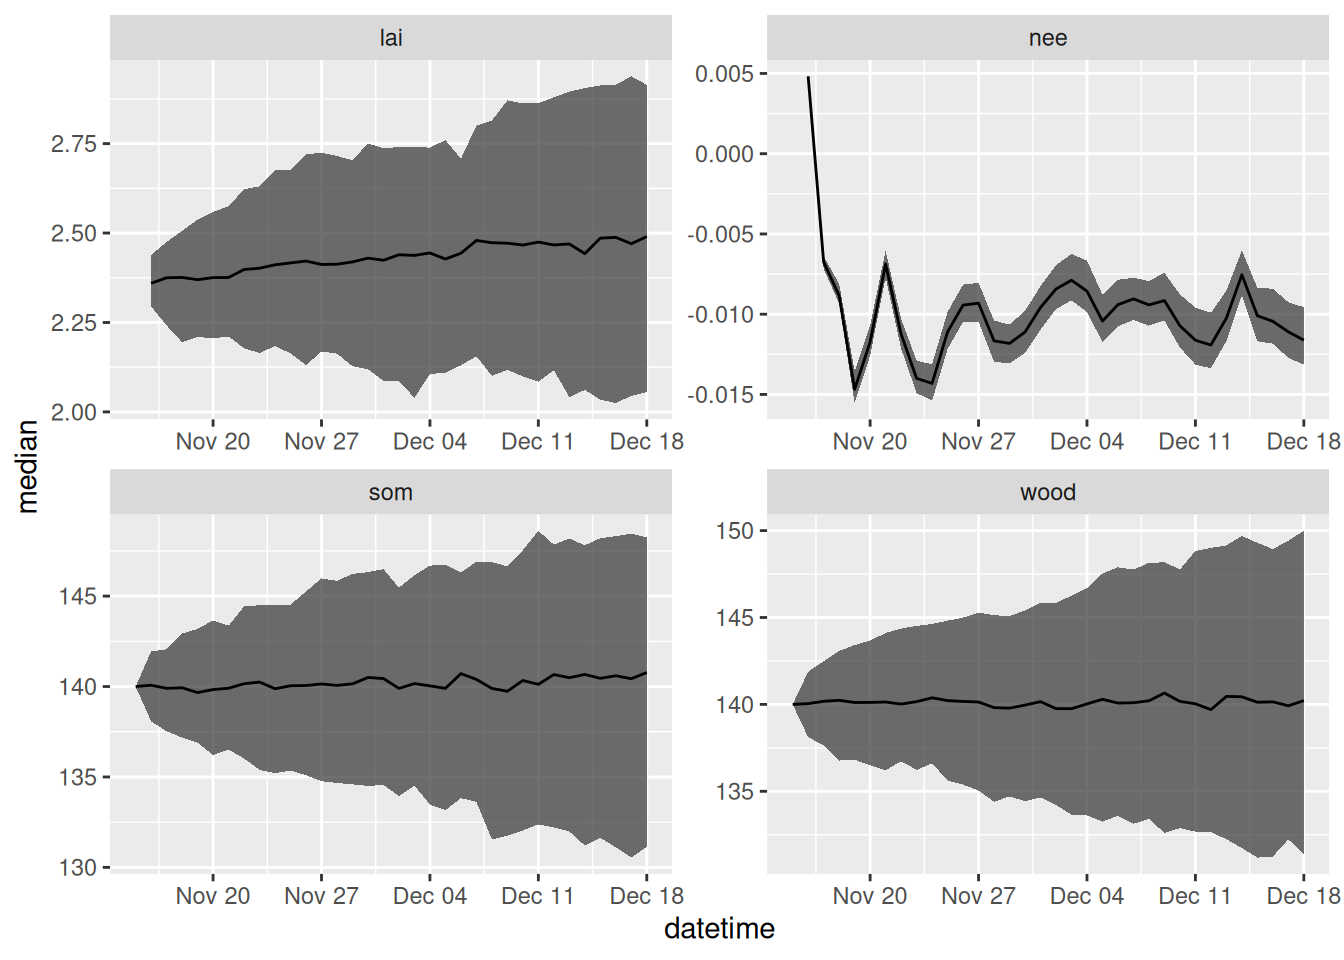 lai
nee
2.75
2.50
2.25
2.00
0.005
0.000
-0.005
-0.010
-0.015
Nov 20 Nov 27 Dec 04 Dec 11 Dec 18
Nov 20 Nov 27 Dec 04 Dec 11 Dec 18
median
som
wood
145
140
135
130
150
145
140
135
Nov 20 Nov 27 Dec 04 Dec 11 Dec 18
Nov 20 Nov 27 Dec 04 Dec 11 Dec 18
datetime